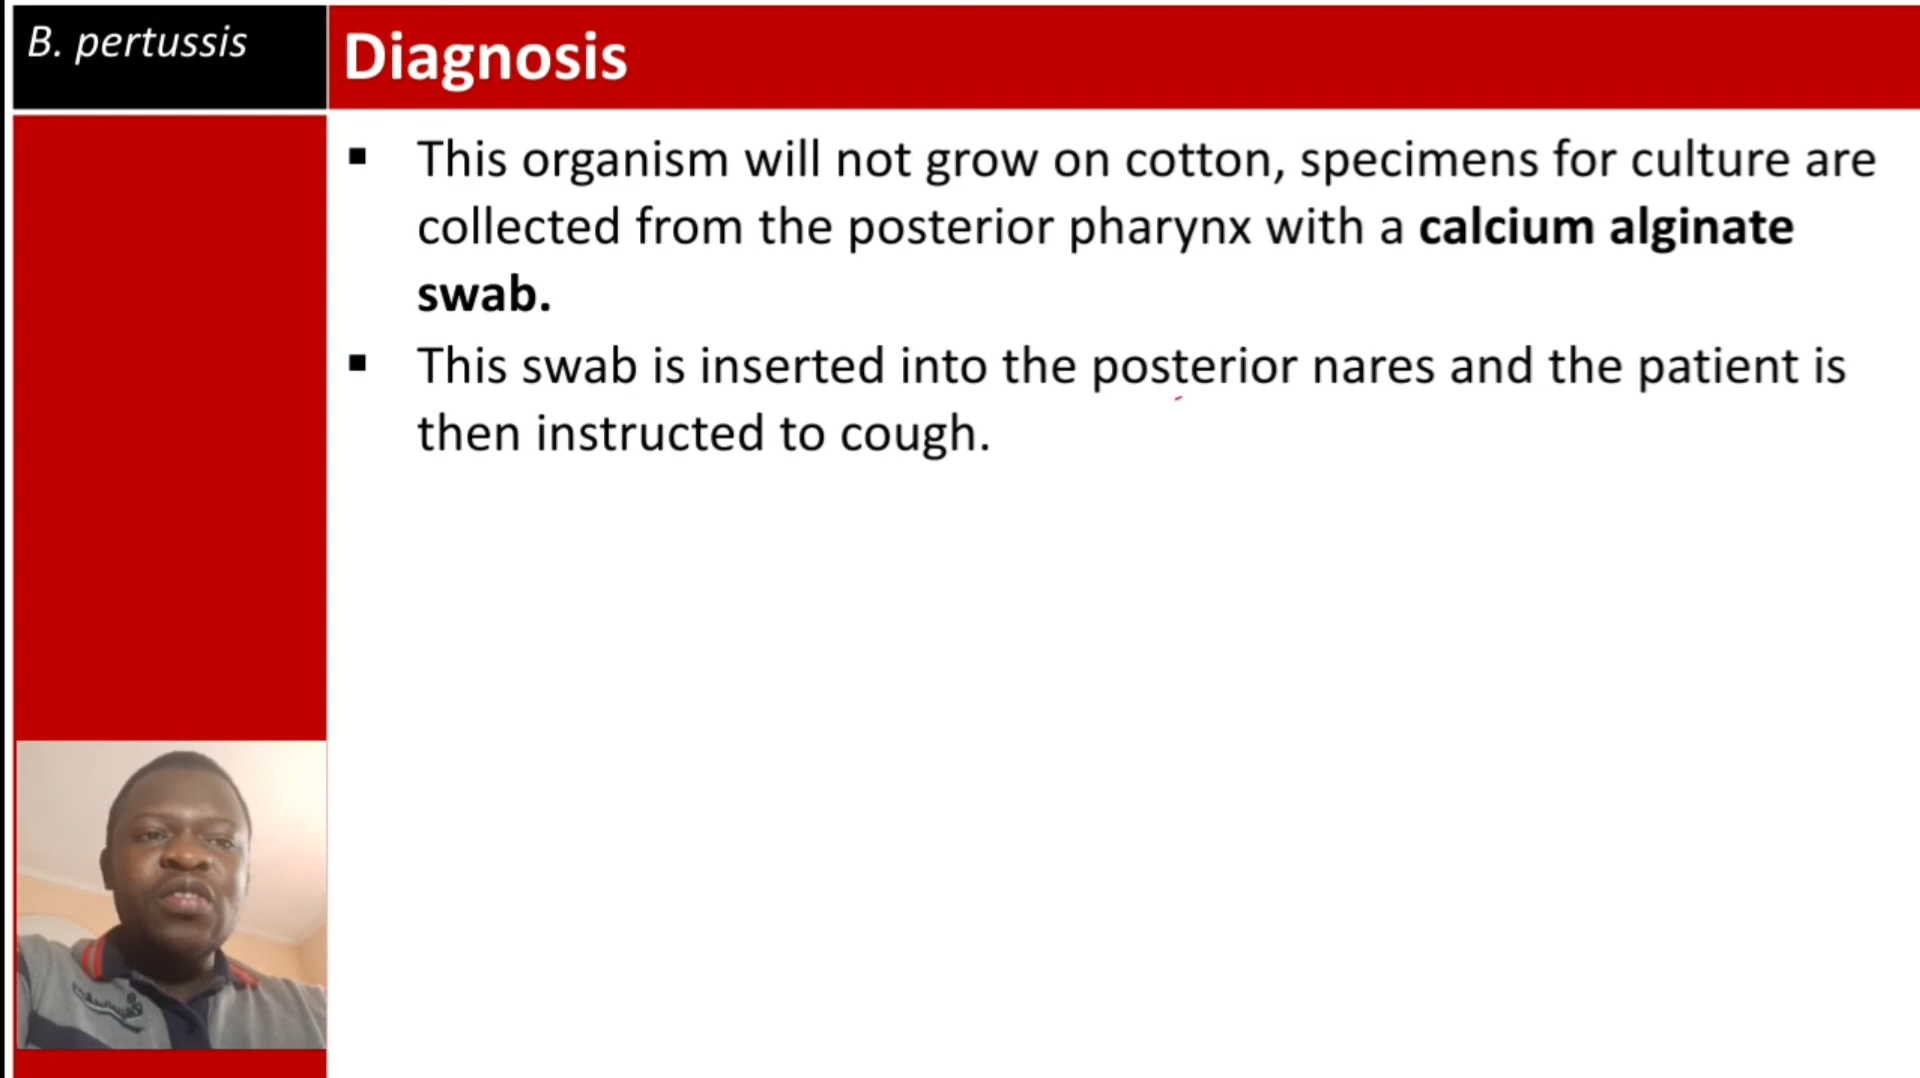 B. pertussis
Diagnosis
▪ This organism will not grow on cotton, specimens for culture are
collected from the posterior pharynx with a calcium alginate
swab.
▪ This swab is inserted into the posterior nares and the patient is
then instructed to cough.